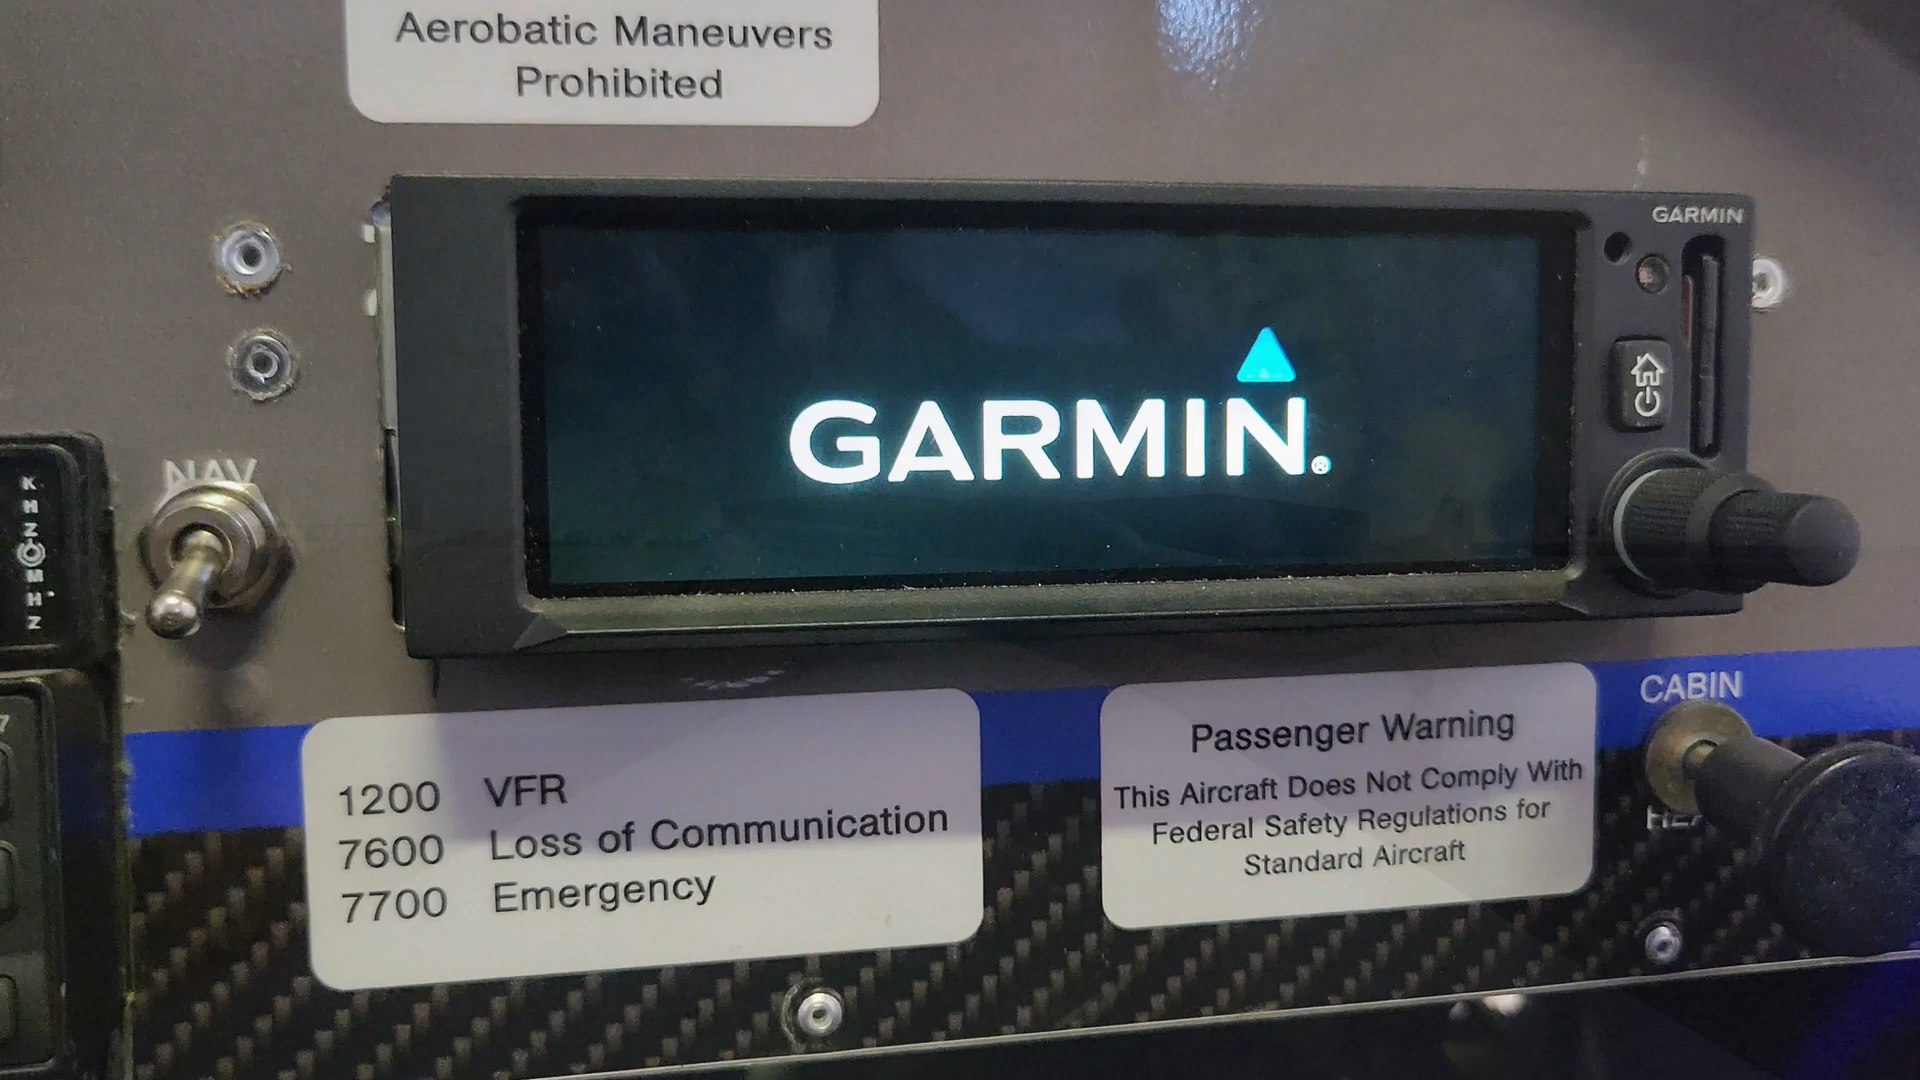 Aerobatic Maneuvers
Prohibited
GARMIN
GARMIN®
NAV
KHZ
MHZ
7
1200 VFR
7600 Loss of Communication
7700 Emergency
Passenger Warning
This Aircraft Does Not Comply With
Federal Safety Regulations for
Standard Aircraft
CABIN